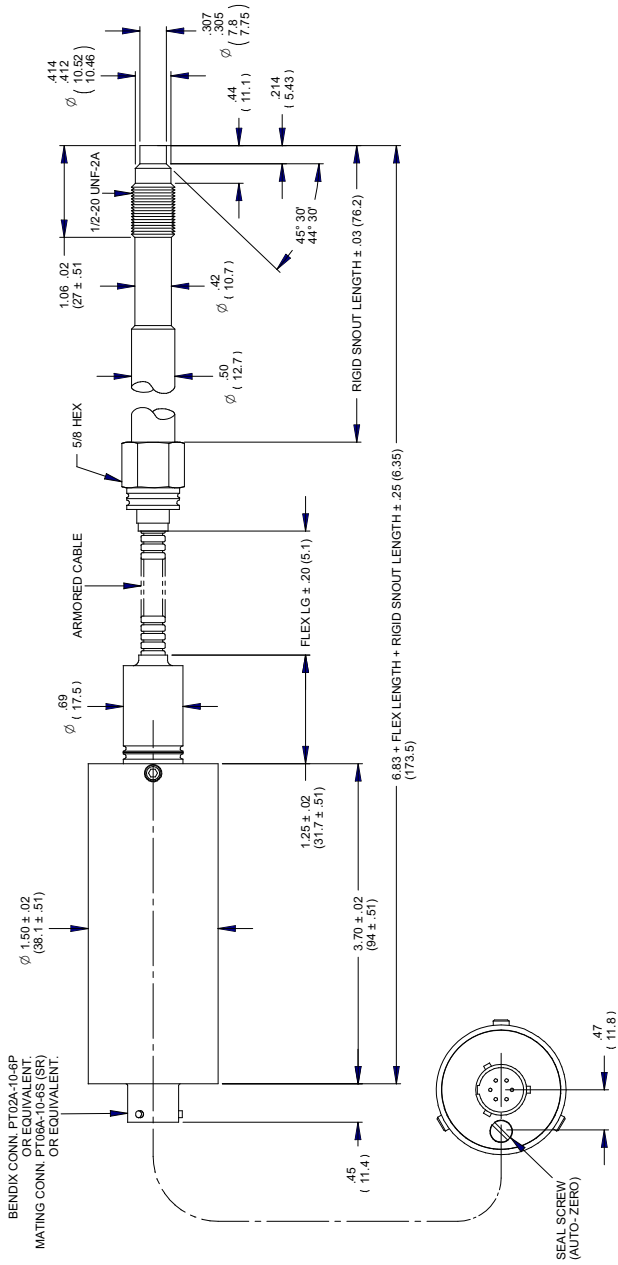 BENDIX CONN. PT02A-10-6P
OR EQUIVALENT.
MATING CONN. PT06A-10-6S (SR)
OR EQUIVALENT.
Ø 1.50 ± .02
(38.1 ± .51)
Ø .69
( 17.5 )
ARMORED CABLE
5/8 HEX
Ø .50
( 12.7 )
Ø .42
( 10.7 )
1.06 .02
(27 ± .51
1/2-20 UNF-2A
Ø .414
.412
( 10.52
10.46 )
Ø .307
.305
( 7.8
7.75 )
.44
( 11.1 )
.214
( 5.43 )
45° 30'
44° 30'
RIGID SNOUT LENGTH ± .03 (76.2)
FLEX LG ± .20 (5.1)
1.25 ± .02
(31.7 ± .51)
3.70 ± .02
(94 ± .51)
6.83 + FLEX LENGTH + RIGID SNOUT LENGTH ± .25 (6.35)
(173.5)
.45
( 11.4 )
SEAL SCREW
(AUTO- ZERO)
.47
( 11.8 )